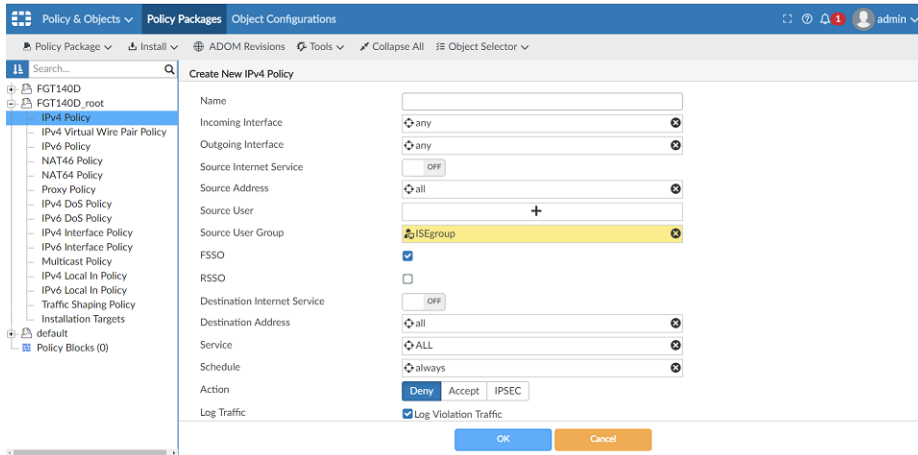 Policy & Objects Policy Packages Object Configurations 1 admin
Policy Package Install ADOM Revisions Tools Collapse All Object Selector
Search...
Create New IPv4 Policy
FGT140D
FGT140D_root
IPv4 Policy
IPv4 Virtual Wire Pair Policy
IPv6 Policy
NAT46 Policy
NAT64 Policy
Proxy Policy
IPv4 DoS Policy
IPv6 DoS Policy
IPv4 Interface Policy
IPv6 Interface Policy
Multicast Policy
IPv4 Local In Policy
IPv6 Local In Policy
Traffic Shaping Policy
Installation Targets
default
Policy Blocks (0)
Name
Incoming Interface any
Outgoing Interface any
Source Internet Service OFF
Source Address all
Source User
Source User Group ISEgroup
FSSO
RSSO
Destination Internet Service OFF
Destination Address all
Service ALL
Schedule always
Action Deny Accept IPSEC
Log Traffic Log Violation Traffic
OK Cancel